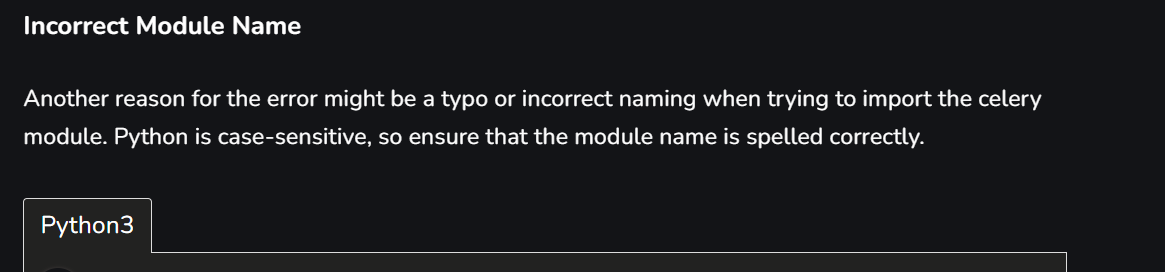 Incorrect Module Name
Another reason for the error might be a typo or incorrect naming when trying to import the celery
module. Python is case-sensitive, so ensure that the module name is spelled correctly.
Python3